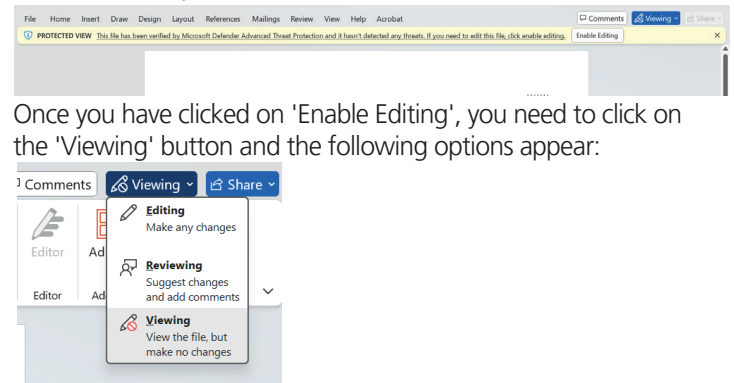 File Home Insert Draw Design Layout References Mailings Review View Help Acrobat Comments Viewing Share
PROTECTED VIEW This file has been verified by Microsoft Defender Advanced Threat Protection and it hasn't detected any threats. If you need to edit this file, click enable editing. Enable Editing
.......
Once you have clicked on 'Enable Editing', you need to click on
the 'Viewing' button and the following options appear:
Comments Viewing Share
Editing
Make any changes
Editor Ad
Reviewing
Suggest changes
Editor Ad and add comments
Viewing
View the file, but
make no changes